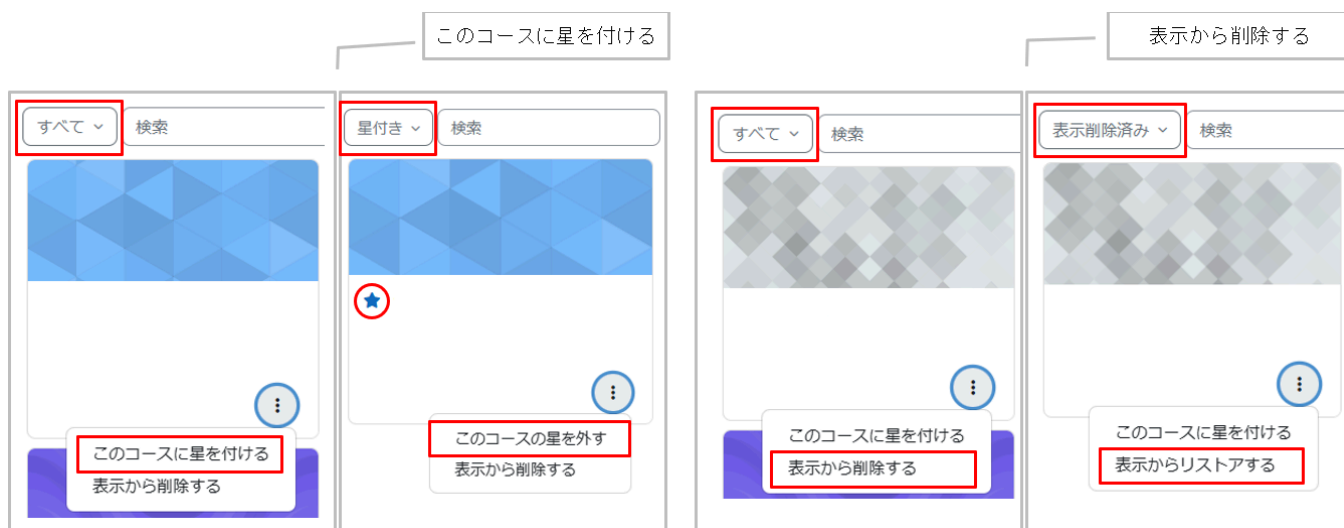 このコースに星を付ける
表示から削除する
すべて
検索
星付き
検索
このコースに星を付ける
表示から削除する
このコースの星を外す
表示から削除する
すべて
検索
表示削除済み
検索
このコースに星を付ける
表示から削除する
このコースに星を付ける
表示からリストアする